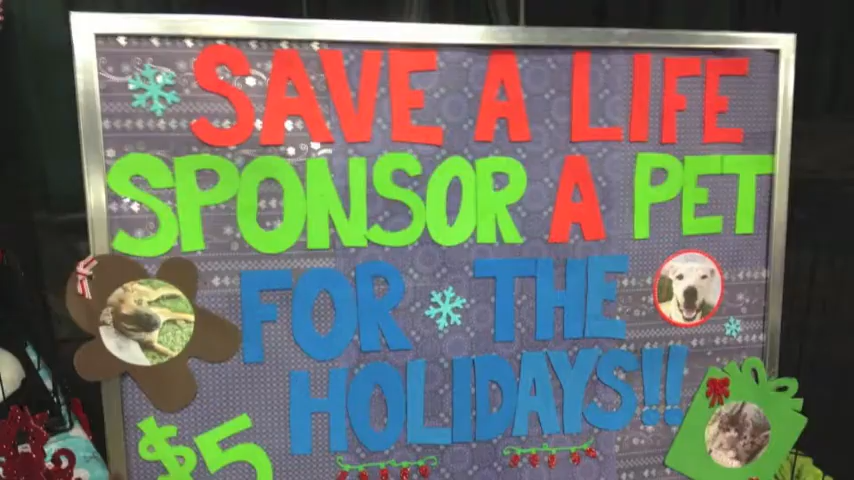 SAVE A LIFE
SPONSOR A PET
FOR THE
HOLIDAYS!!
$5